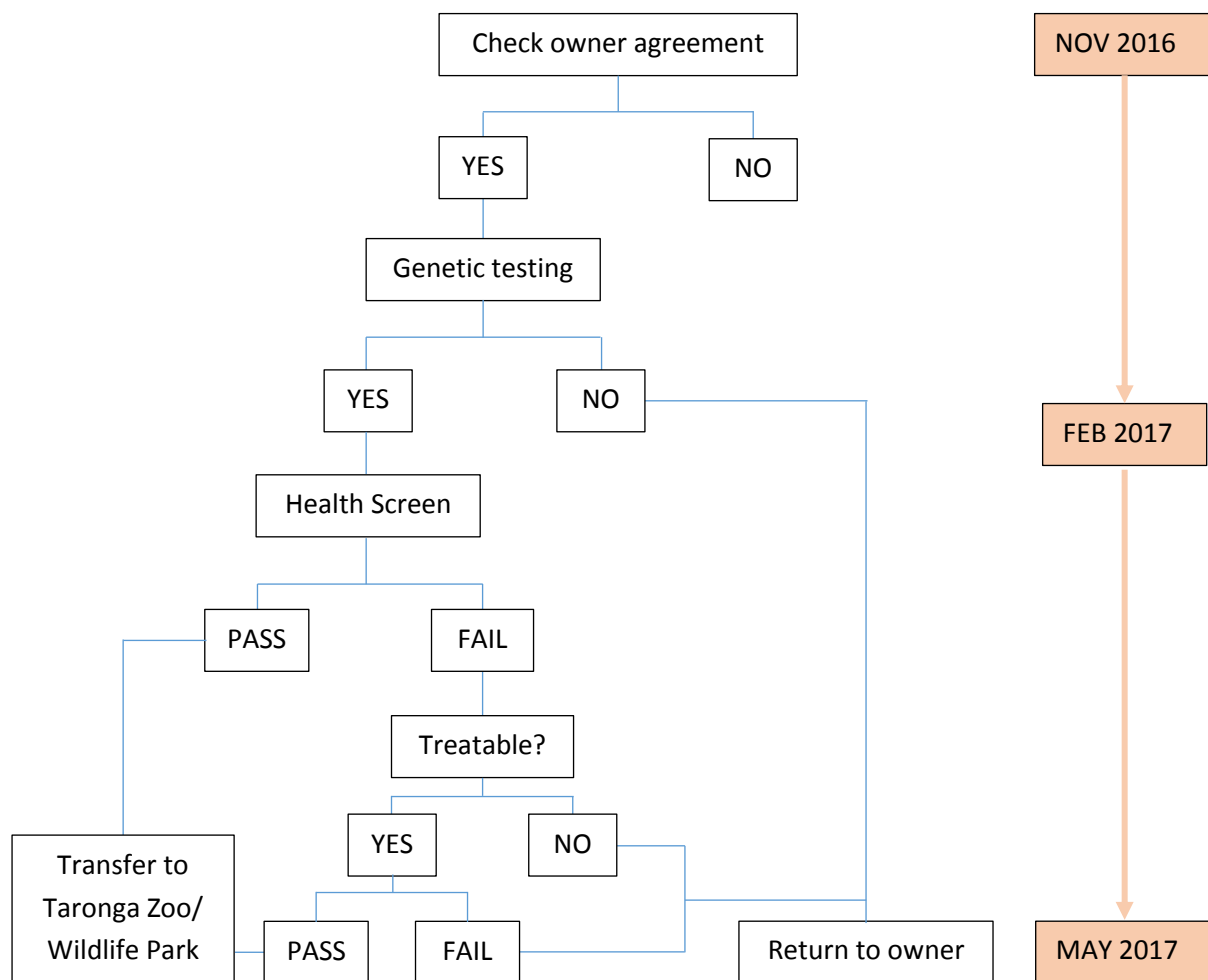 Check owner agreement
NOV 2016
YES
NO
Genetic testing
YES
NO
FEB 2017
Health Screen
PASS
FAIL
Treatable?
YES
NO
Transfer to
Taronga Zoo/
Wildlife Park
PASS
FAIL
Return to owner
MAY 2017